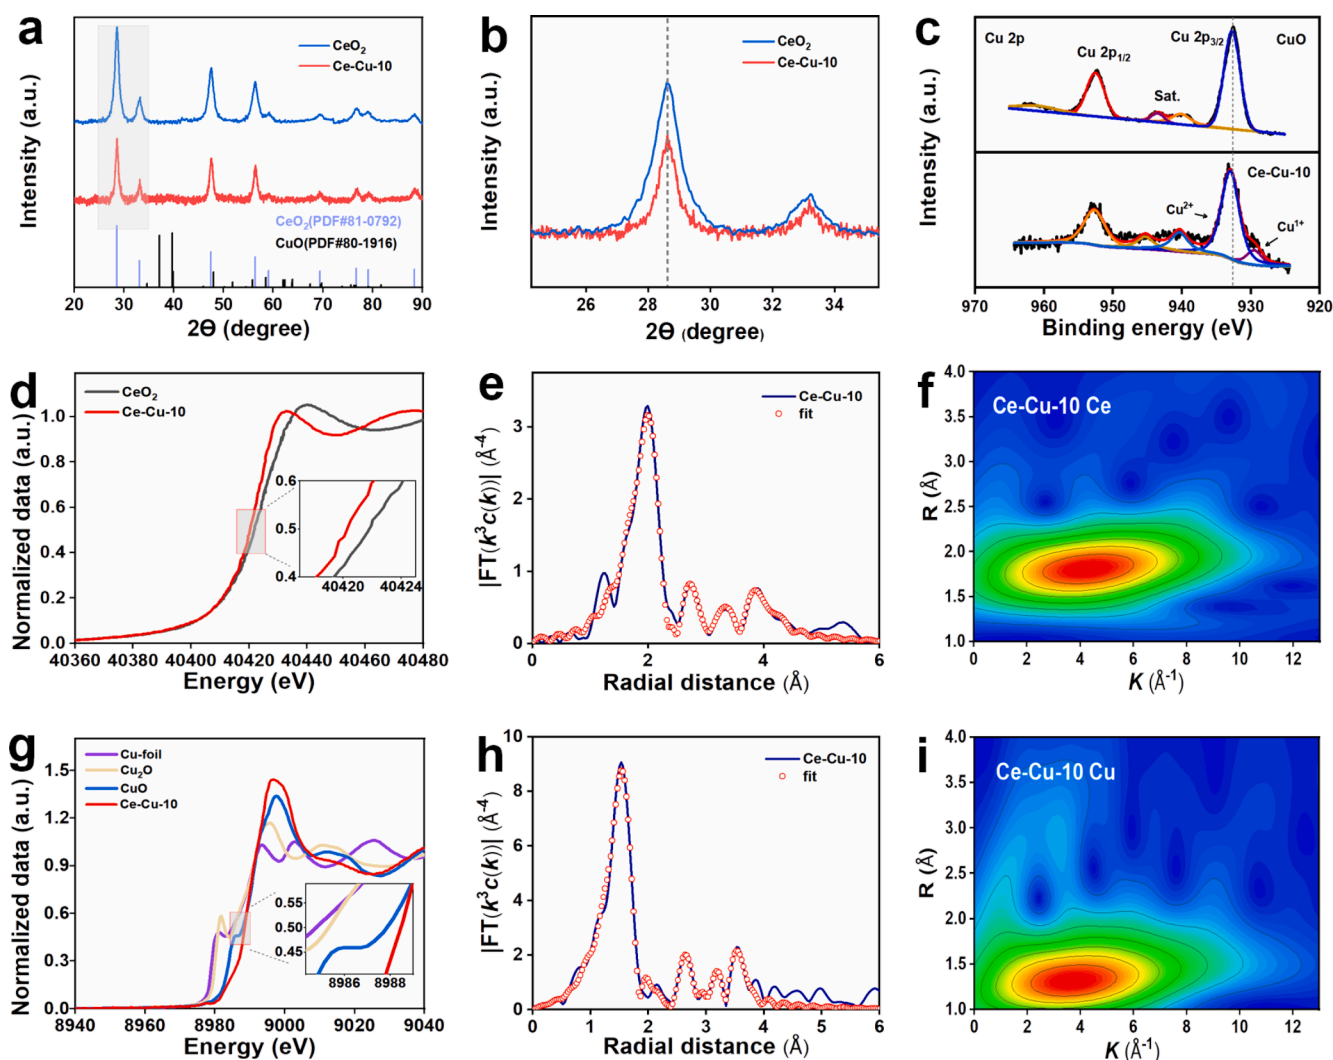 a
CeO2
Ce-Cu-10
Intensity (a.u.)
CeO2(PDF#81-0792)
CuO(PDF#80-1916)
20 30 40 50 60 70 80 90
2Θ (degree)
b
CeO2
Ce-Cu-10
Intensity (a.u.)
26 28 30 32 34
2Θ (degree)
c
Cu 2p
Cu 2p1/2
Sat.
Cu 2p3/2
CuO
Ce-Cu-10
Cu2+
Cu1+
Intensity (a.u.)
970 960 950 940 930 920
Binding energy (eV)
d
CeO2
Ce-Cu-10
Normalized data (a.u.)
1.0
0.8
0.6
0.4
0.2
0.0
0.6
0.5
0.4
40420 40424
40360 40400 40420 40440 40460 40480
Energy (eV)
e
Ce-Cu-10
fit
|FT(k3c(k))| (Å-4)
3
2
1
0
0 2 4 6
Radial distance (Å)
f
Ce-Cu-10 Ce
R (Å)
4.0
3.5
3.0
2.5
2.0
1.5
1.0
0 2 4 6 8 10 12
K (Å-1)
g
Cu-foil
Cu2O
CuO
Ce-Cu-10
Normalized data (a.u.)
1.5
1.2
0.9
0.6
0.3
0.0
0.55
0.50
0.45
8986 8988
8940 8960 8980 9000 9020 9040
Energy (eV)
h
Ce-Cu-10
fit
|FT(k3c(k))| (Å-4)
10
8
6
4
2
0
0 1 2 3 4 5 6
Radial distance (Å)
i
Ce-Cu-10 Cu
R (Å)
4.0
3.5
3.0
2.5
2.0
1.5
1.0
0 2 4 6 8 10 12
K (Å-1)